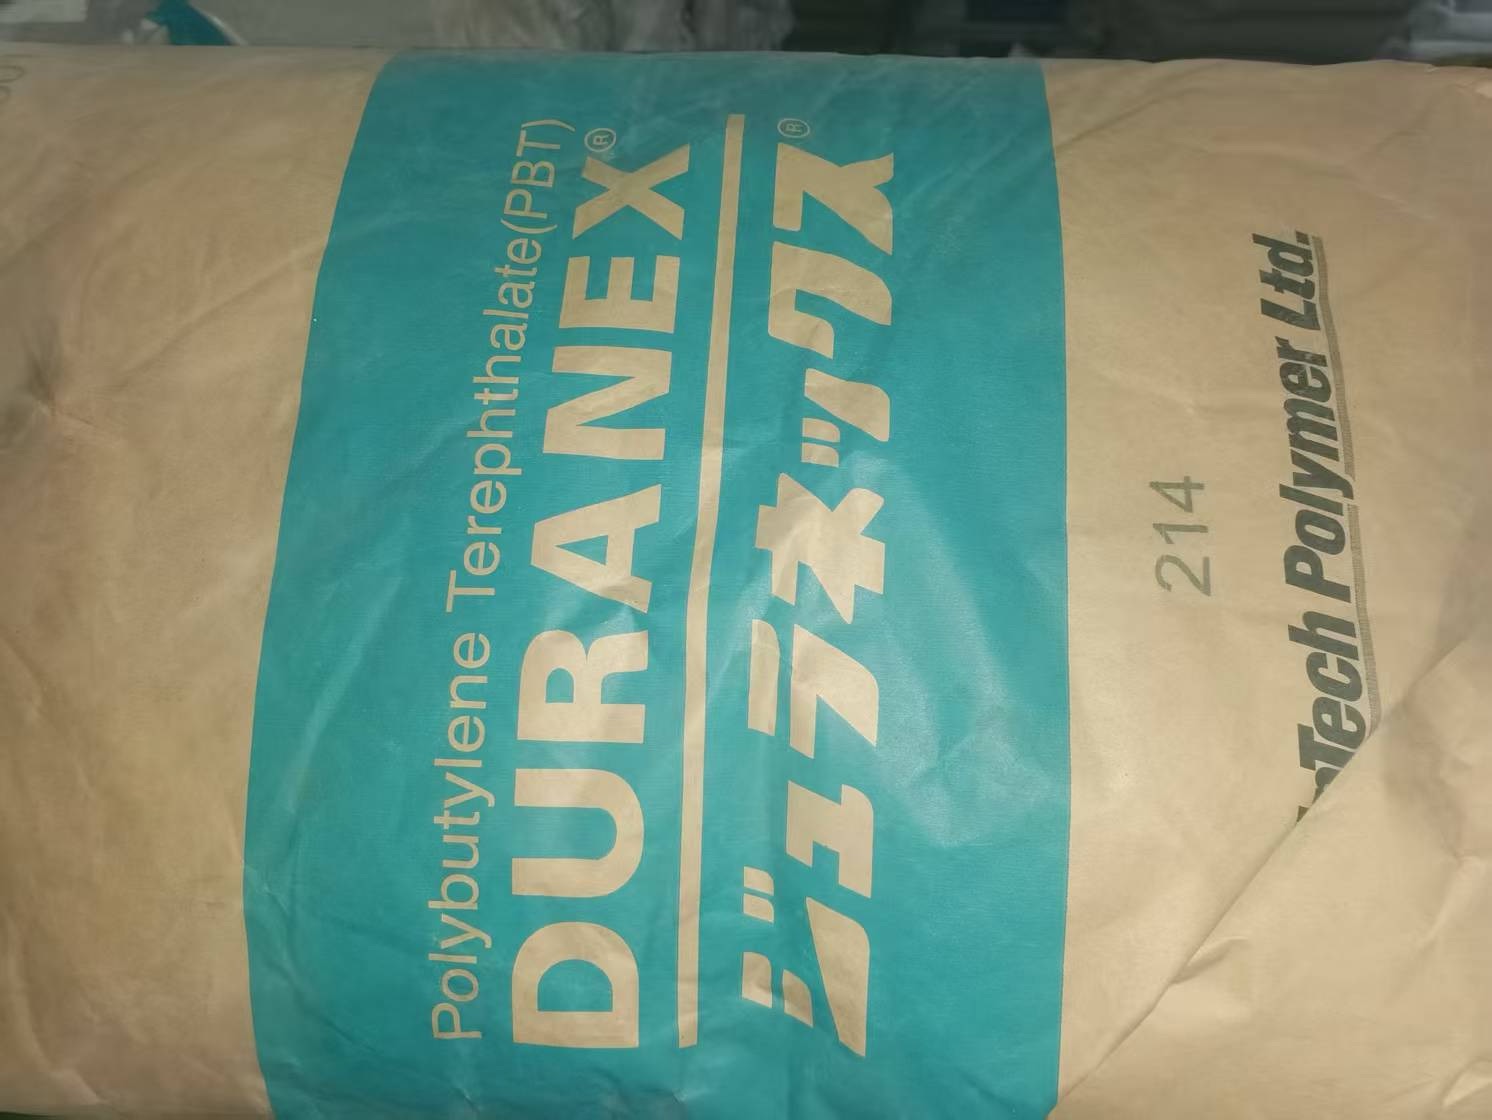 Polybutylene Terephthalate(PBT)
DURANEX®
ジュラネックス®
214
Tech Polymer Ltd.